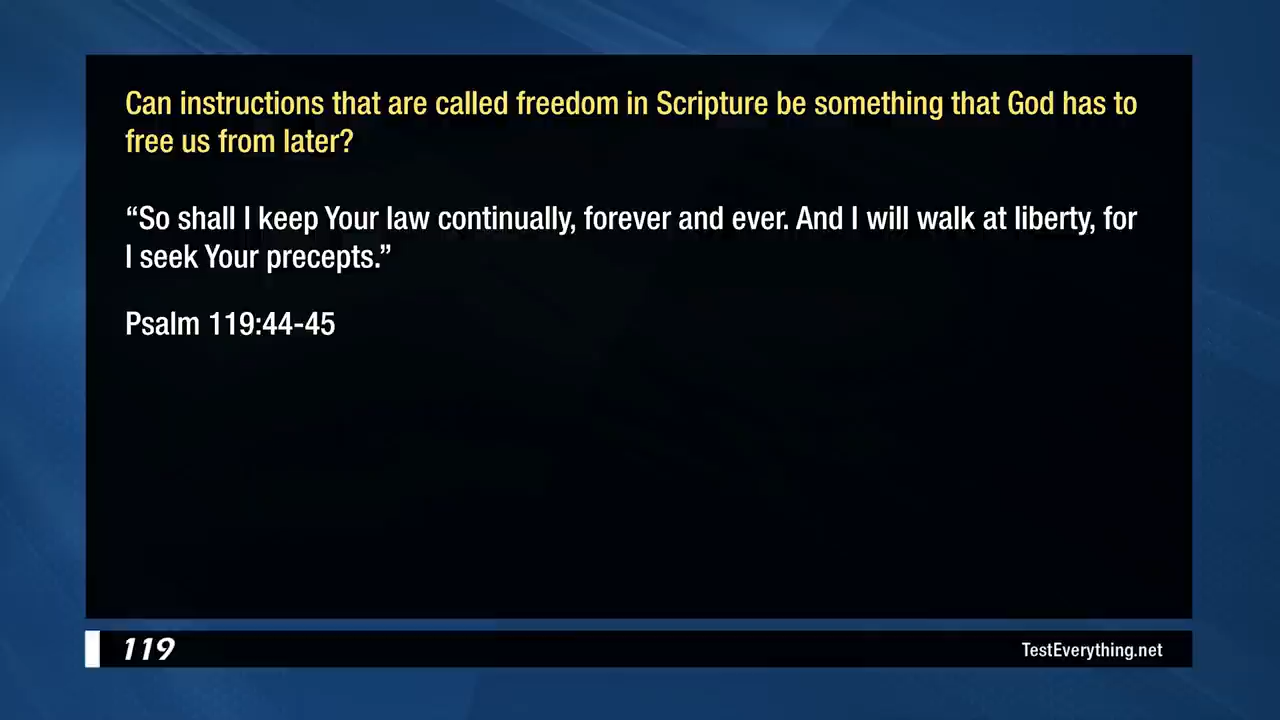 Can instructions that are called freedom in Scripture be something that God has to
free us from later?
“So shall I keep Your law continually, forever and ever. And I will walk at liberty, for
I seek Your precepts.”
Psalm 119:44-45
119
TestEverything.net